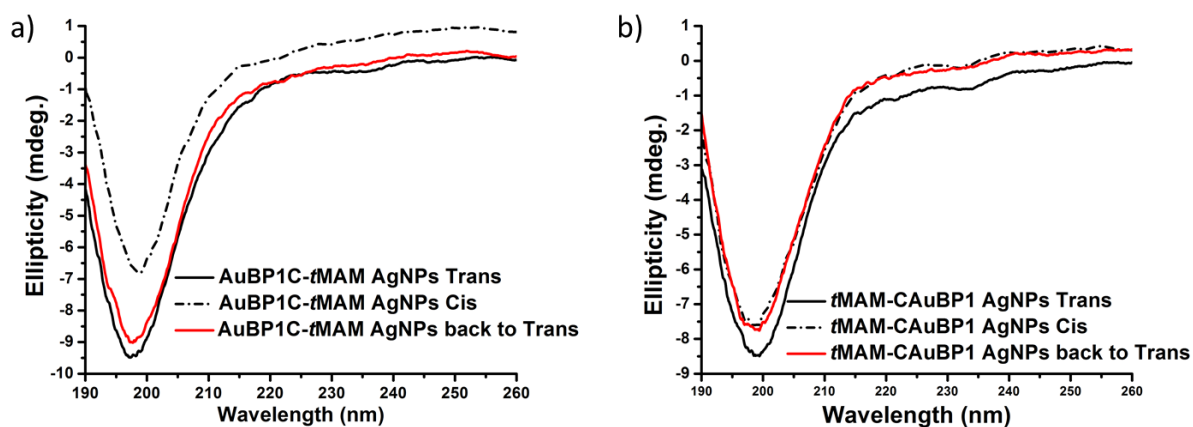 a)
Ellipticity (mdeg.)
1
0
-1
-2
-3
-4
-5
-6
-7
-8
-9
-10
AuBP1C-tMAM AgNPs Trans
AuBP1C-tMAM AgNPs Cis
AuBP1C-tMAM AgNPs back to Trans
190 200 210 220 230 240 250 260
Wavelength (nm)
b)
Ellipticity (mdeg.)
1
0
-1
-2
-3
-4
-5
-6
-7
-8
-9
tMAM-CAuBP1 AgNPs Trans
tMAM-CAuBP1 AgNPs Cis
tMAM-CAuBP1 AgNPs back to Trans
190 200 210 220 230 240 250 260
Wavelength (nm)